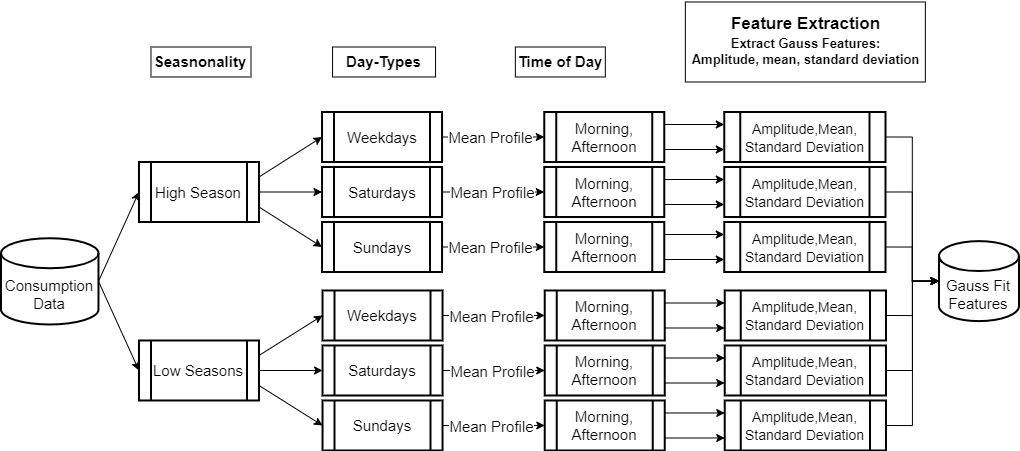 Feature Extraction
Extract Gauss Features:
Amplitude, mean, standard deviation
Seasnonality
Day-Types
Time of Day
Weekdays
Mean Profile
Morning,
Afternoon
Amplitude,Mean,
Standard Deviation
High Season
Saturdays
Mean Profile
Morning,
Afternoon
Amplitude,Mean,
Standard Deviation
Sundays
Mean Profile
Morning,
Afternoon
Amplitude,Mean,
Standard Deviation
Consumption
Data
Gauss Fit
Features
Weekdays
Mean Profile
Morning,
Afternoon
Amplitude,Mean,
Standard Deviation
Low Seasons
Saturdays
Mean Profile
Morning,
Afternoon
Amplitude,Mean,
Standard Deviation
Sundays
Mean Profile
Morning,
Afternoon
Amplitude,Mean,
Standard Deviation